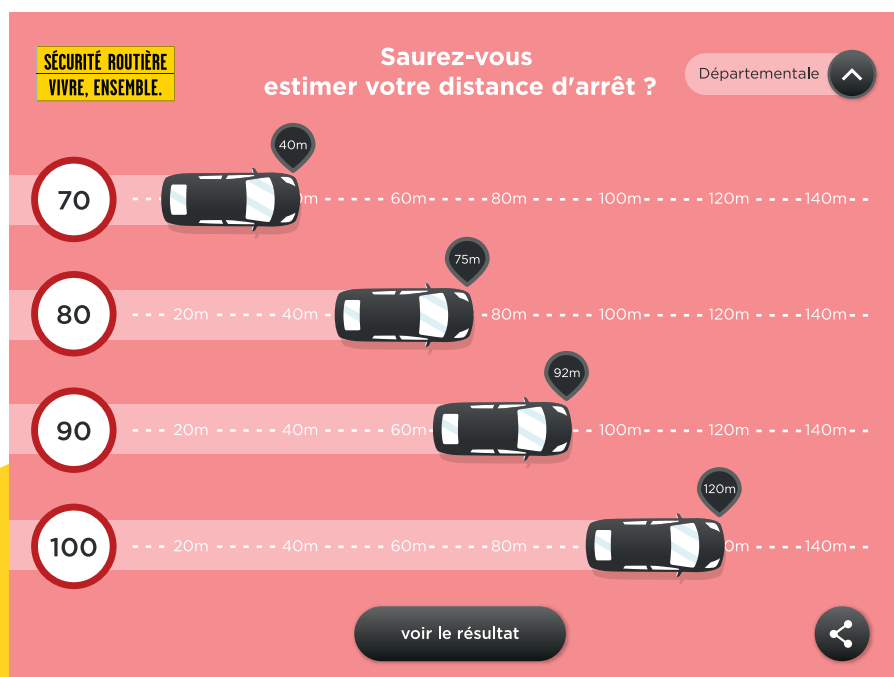 SÉCURITÉ ROUTIÈRE
VIVRE, ENSEMBLE.
Saurez-vous
estimer votre distance d'arrêt ?
Départementale
40m
70 m 60m 80m 100m 120m 140m
75m
80 20m 40m 80m 100m 120m 140m
92m
90 20m 40m 60m 100m 120m 140m
120m
100 20m 40m 60m 80m 0m 140m
voir le résultat